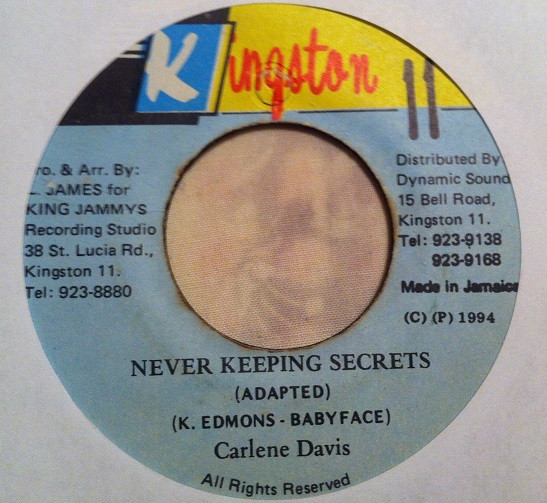 Kingston 11
ro. & Arr. By:
JAMES for
KING JAMMYS
Recording Studio
38 St. Lucia Rd.,
Kingston 11.
Tel: 923-8880
Distributed By
Dynamic Sound
15 Bell Road,
Kingston 11.
Tel: 923-9138
923-9168
Made in Jamaica
(C) (P) 1994
NEVER KEEPING SECRETS
(ADAPTED)
(K. EDMONS - BABYFACE)
Carlene Davis
All Rights Reserved